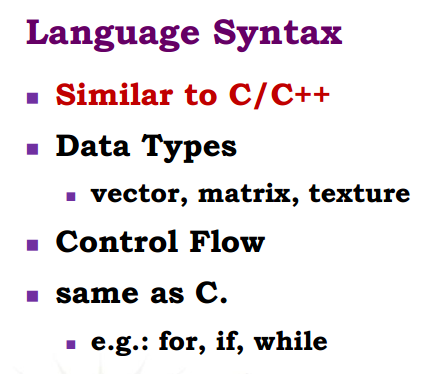 Language Syntax
Similar to C/C++
Data Types
vector, matrix, texture
Control Flow
same as C.
e.g.: for, if, while